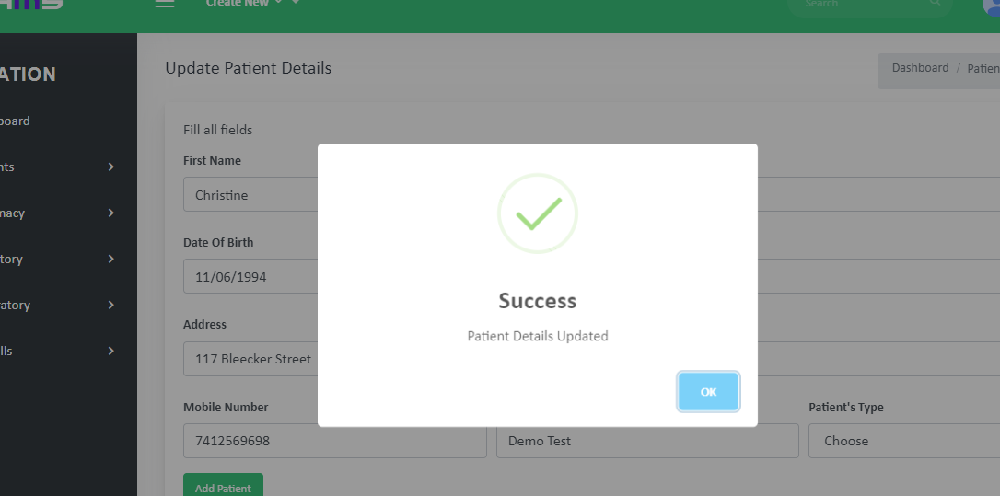 Create New
Search...
Update Patient Details
Dashboard / Patien
ATION
board
Fill all fields
nts
First Name
Christine
macy
Date Of Birth
tory
11/06/1994
ratory
Success
Address
Patient Details Updated
lls
117 Bleecker Street
OK
Mobile Number
Patient's Type
7412569698
Demo Test
Choose
Add Patient